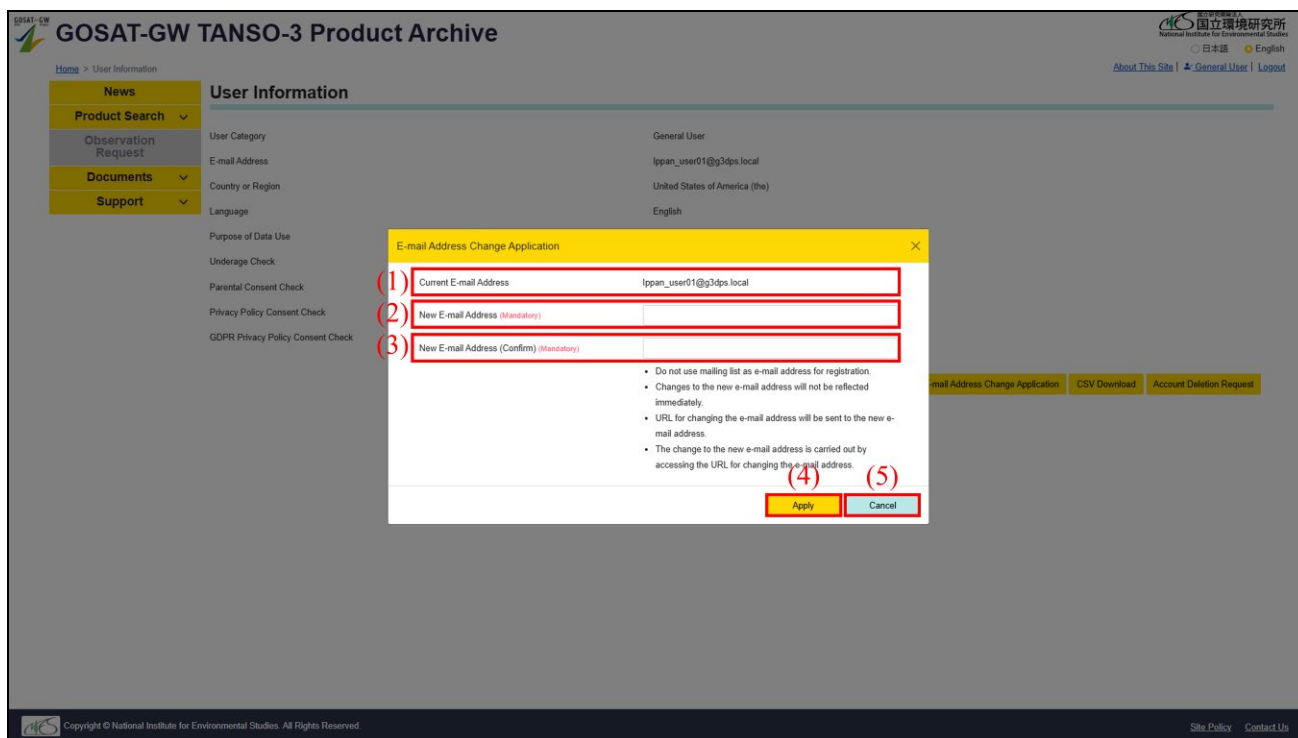 GOSAT-GW
GOSAT-GW TANSO-3 Product Archive
国立研究開発法人
国立環境研究所
National Institute for Environmental Studies
日本語 English
Home > User Information
About This Site | General User | Logout
News
Product Search
Observation
Request
Documents
Support
User Information
User Category General User
E-mail Address Ippan_user01@g3dps.local
Country or Region United States of America (the)
Language English
Purpose of Data Use
Underage Check
Parental Consent Check
Privacy Policy Consent Check
GDPR Privacy Policy Consent Check
E-mail Address Change Application
(1) Current E-mail Address Ippan_user01@g3dps.local
(2) New E-mail Address (Mandatory)
(3) New E-mail Address (Confirm) (Mandatory)
• Do not use mailing list as e-mail address for registration.
• Changes to the new e-mail address will not be reflected
immediately.
• URL for changing the e-mail address will be sent to the new e-
mail address.
• The change to the new e-mail address is carried out by
accessing the URL for changing the e-mail address.
(4) (5)
Apply Cancel
-mail Address Change Application CSV Download Account Deletion Request
Copyright © National Institute for Environmental Studies. All Rights Reserved.
Site Policy Contact Us